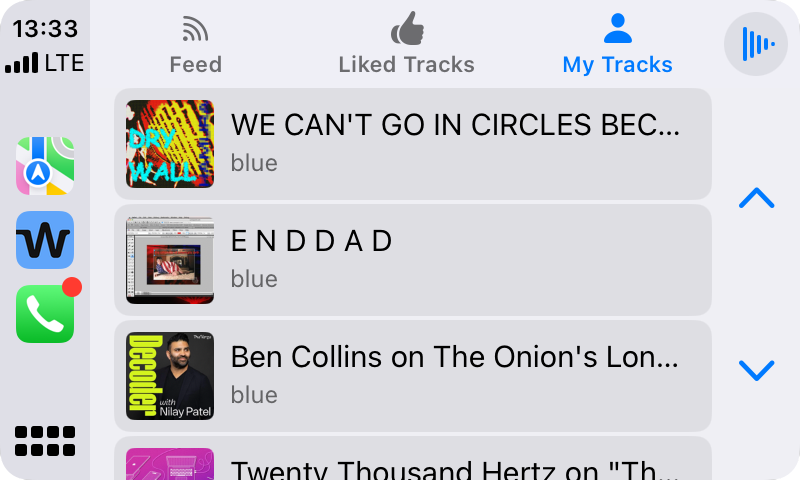 13:33
LTE
Feed
Liked Tracks
My Tracks
DRY
WALL
WE CAN'T GO IN CIRCLES BEC...
blue
E N D D A D
blue
TheVerge
Decoder
with
Nilay Patel
Ben Collins on The Onion's Lon...
blue
Twenty Thousand Hertz on "Th...